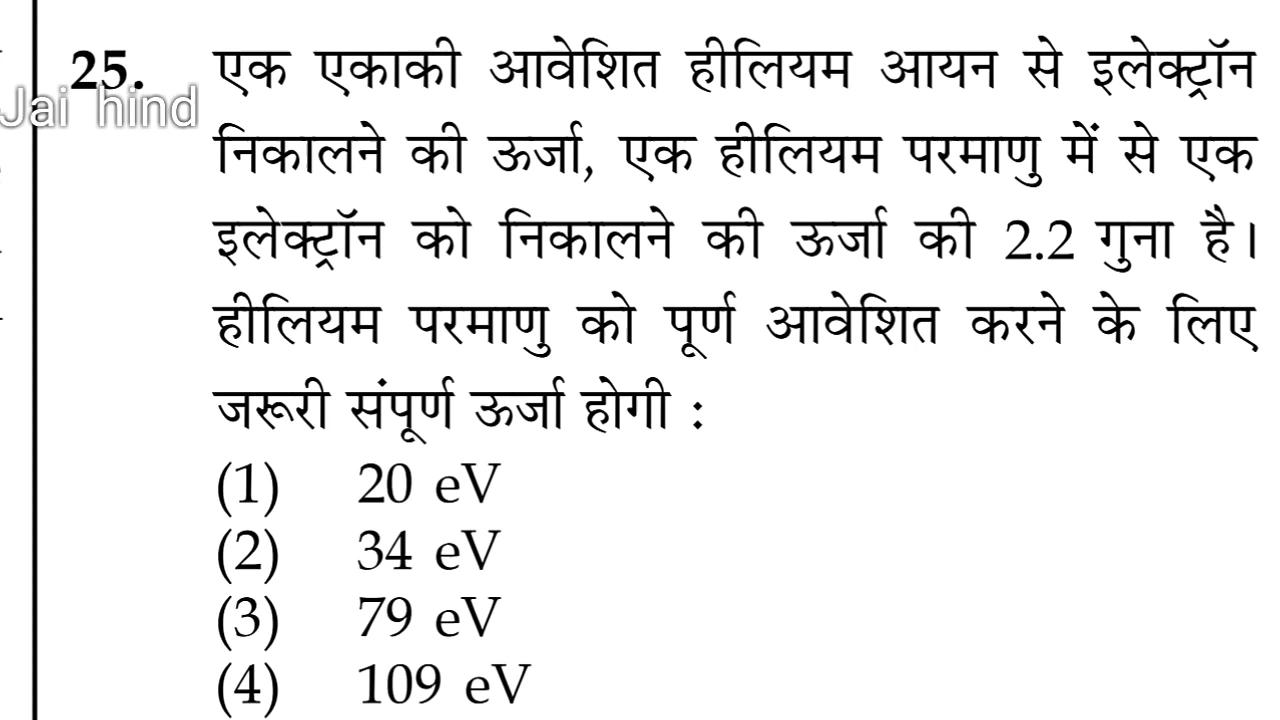 25. एक एकाकी आवेशित हीलियम आयन से इलेक्ट्रॉन
Jai hind
निकालने की ऊर्जा, एक हीलियम परमाणु में से एक
इलेक्ट्रॉन को निकालने की ऊर्जा की 2.2 गुना है।
हीलियम परमाणु को पूर्ण आवेशित करने के लिए
जरूरी संपूर्ण ऊर्जा होगी :
(1) 20 eV
(2) 34 eV
(3) 79 eV
(4) 109 eV